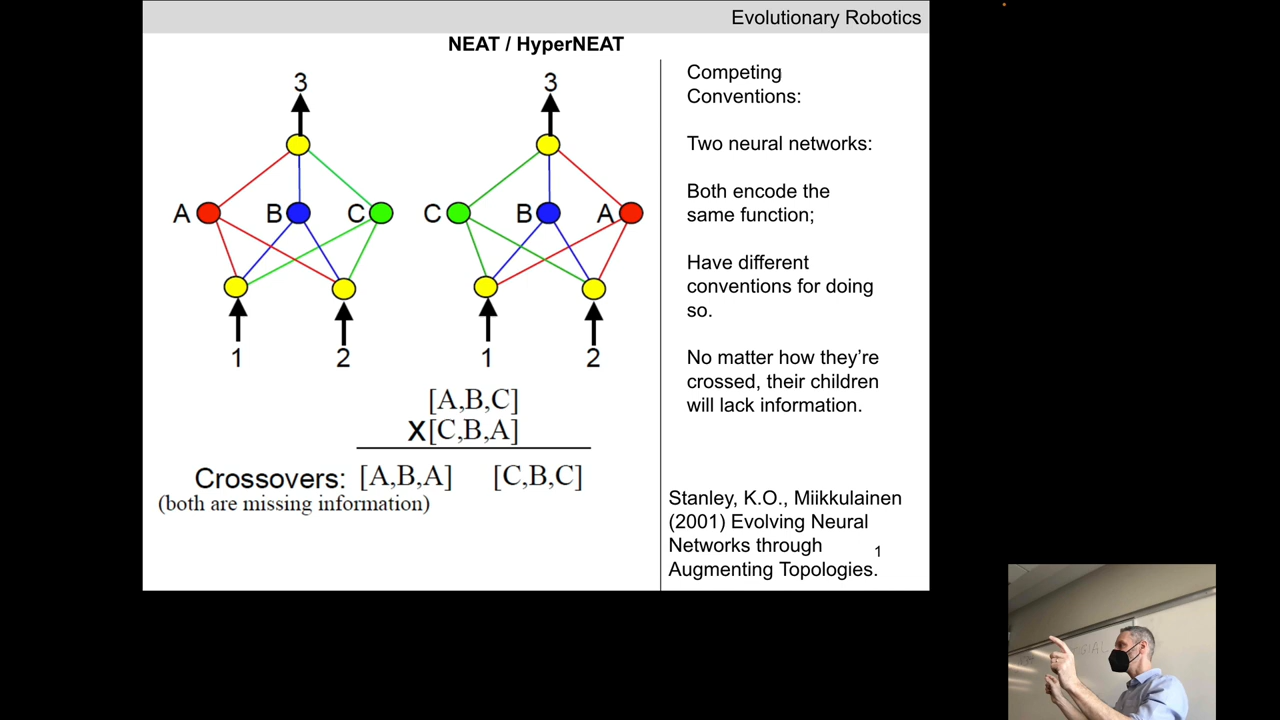 Evolutionary Robotics
NEAT / HyperNEAT
3
3
A
B
C
C
B
A
1
2
1
2
[A,B,C]
X[C,B,A]
Crossovers: [A,B,A] [C,B,C]
(both are missing information)
Competing
Conventions:
Two neural networks:
Both encode the
same function;
Have different
conventions for doing
so.
No matter how they're
crossed, their children
will lack information.
Stanley, K.O., Miikkulainen
(2001) Evolving Neural
Networks through
Augmenting Topologies.
1